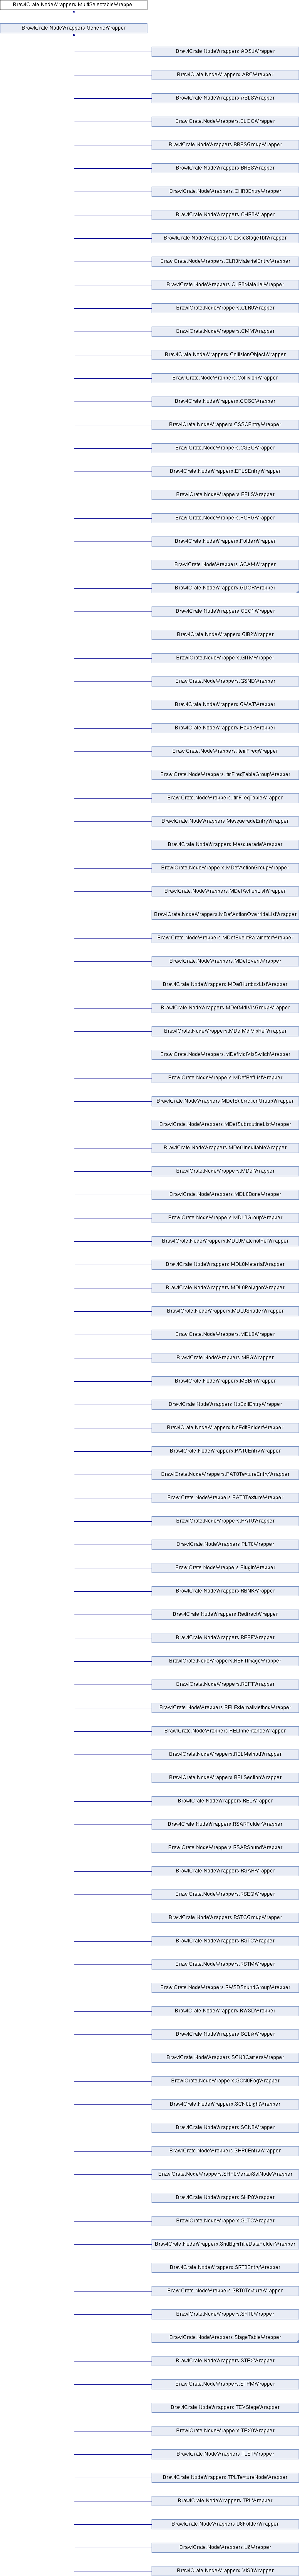 BrawlCrate.NodeWrappers.MultiSelectableWrapper
BrawlCrate.NodeWrappers.GenericWrapper
BrawlCrate.NodeWrappers.ADSJWrapper
BrawlCrate.NodeWrappers.ARCWrapper
BrawlCrate.NodeWrappers.ASLSWrapper
BrawlCrate.NodeWrappers.BLOCWrapper
BrawlCrate.NodeWrappers.BRESGroupWrapper
BrawlCrate.NodeWrappers.BRESWrapper
BrawlCrate.NodeWrappers.CHR0EntryWrapper
BrawlCrate.NodeWrappers.CHR0Wrapper
BrawlCrate.NodeWrappers.ClassicStageTblWrapper
BrawlCrate.NodeWrappers.CLR0MaterialEntryWrapper
BrawlCrate.NodeWrappers.CLR0MaterialWrapper
BrawlCrate.NodeWrappers.CLR0Wrapper
BrawlCrate.NodeWrappers.CMMWrapper
BrawlCrate.NodeWrappers.CollisionObjectWrapper
BrawlCrate.NodeWrappers.CollisionWrapper
BrawlCrate.NodeWrappers.COSCWrapper
BrawlCrate.NodeWrappers.CSSCEntryWrapper
BrawlCrate.NodeWrappers.CSSCWrapper
BrawlCrate.NodeWrappers.EFLSEntryWrapper
BrawlCrate.NodeWrappers.EFLSWrapper
BrawlCrate.NodeWrappers.FCFGWrapper
BrawlCrate.NodeWrappers.FolderWrapper
BrawlCrate.NodeWrappers.GCAMWrapper
BrawlCrate.NodeWrappers.GDORWrapper
BrawlCrate.NodeWrappers.GEG1Wrapper
BrawlCrate.NodeWrappers.GIB2Wrapper
BrawlCrate.NodeWrappers.GITMWrapper
BrawlCrate.NodeWrappers.GSNDWrapper
BrawlCrate.NodeWrappers.GWATWrapper
BrawlCrate.NodeWrappers.HavokWrapper
BrawlCrate.NodeWrappers.ItemFreqWrapper
BrawlCrate.NodeWrappers.ItmFreqTableGroupWrapper
BrawlCrate.NodeWrappers.ItmFreqTableWrapper
BrawlCrate.NodeWrappers.MasqueradeEntryWrapper
BrawlCrate.NodeWrappers.MasqueradeWrapper
BrawlCrate.NodeWrappers.MDefActionGroupWrapper
BrawlCrate.NodeWrappers.MDefActionListWrapper
BrawlCrate.NodeWrappers.MDefActionOverrideListWrapper
BrawlCrate.NodeWrappers.MDefEventParameterWrapper
BrawlCrate.NodeWrappers.MDefEventWrapper
BrawlCrate.NodeWrappers.MDefHurtboxListWrapper
BrawlCrate.NodeWrappers.MDefMdlVisGroupWrapper
BrawlCrate.NodeWrappers.MDefMdlVisRefWrapper
BrawlCrate.NodeWrappers.MDefMdlVisSwitchWrapper
BrawlCrate.NodeWrappers.MDefRefListWrapper
BrawlCrate.NodeWrappers.MDefSubActionGroupWrapper
BrawlCrate.NodeWrappers.MDefSubroutineListWrapper
BrawlCrate.NodeWrappers.MDefUneditableWrapper
BrawlCrate.NodeWrappers.MDefWrapper
BrawlCrate.NodeWrappers.MDL0BoneWrapper
BrawlCrate.NodeWrappers.MDL0GroupWrapper
BrawlCrate.NodeWrappers.MDL0MaterialRefWrapper
BrawlCrate.NodeWrappers.MDL0MaterialWrapper
BrawlCrate.NodeWrappers.MDL0PolygonWrapper
BrawlCrate.NodeWrappers.MDL0ShaderWrapper
BrawlCrate.NodeWrappers.MDL0Wrapper
BrawlCrate.NodeWrappers.MRGWrapper
BrawlCrate.NodeWrappers.MSBinWrapper
BrawlCrate.NodeWrappers.NoEditEntryWrapper
BrawlCrate.NodeWrappers.NoEditFolderWrapper
BrawlCrate.NodeWrappers.PAT0EntryWrapper
BrawlCrate.NodeWrappers.PAT0TextureEntryWrapper
BrawlCrate.NodeWrappers.PAT0TextureWrapper
BrawlCrate.NodeWrappers.PAT0Wrapper
BrawlCrate.NodeWrappers.PLT0Wrapper
BrawlCrate.NodeWrappers.PluginWrapper
BrawlCrate.NodeWrappers.RBNKWrapper
BrawlCrate.NodeWrappers.RedirectWrapper
BrawlCrate.NodeWrappers.REFFWrapper
BrawlCrate.NodeWrappers.REFTImageWrapper
BrawlCrate.NodeWrappers.REFTWrapper
BrawlCrate.NodeWrappers.RELExternalMethodWrapper
BrawlCrate.NodeWrappers.RELInheritanceWrapper
BrawlCrate.NodeWrappers.RELMethodWrapper
BrawlCrate.NodeWrappers.RELSectionWrapper
BrawlCrate.NodeWrappers.RELWrapper
BrawlCrate.NodeWrappers.RSARFolderWrapper
BrawlCrate.NodeWrappers.RSARSoundWrapper
BrawlCrate.NodeWrappers.RSARWrapper
BrawlCrate.NodeWrappers.RSEQWrapper
BrawlCrate.NodeWrappers.RSTCGroupWrapper
BrawlCrate.NodeWrappers.RSTCWrapper
BrawlCrate.NodeWrappers.RSTMWrapper
BrawlCrate.NodeWrappers.RWSDSoundGroupWrapper
BrawlCrate.NodeWrappers.RWSDWrapper
BrawlCrate.NodeWrappers.SCLAWrapper
BrawlCrate.NodeWrappers.SCN0CameraWrapper
BrawlCrate.NodeWrappers.SCN0FogWrapper
BrawlCrate.NodeWrappers.SCN0LightWrapper
BrawlCrate.NodeWrappers.SCN0Wrapper
BrawlCrate.NodeWrappers.SHP0EntryWrapper
BrawlCrate.NodeWrappers.SHP0VertexSetNodeWrapper
BrawlCrate.NodeWrappers.SHP0Wrapper
BrawlCrate.NodeWrappers.SLTCWrapper
BrawlCrate.NodeWrappers.SndBgmTitleDataFolderWrapper
BrawlCrate.NodeWrappers.SRT0EntryWrapper
BrawlCrate.NodeWrappers.SRT0TextureWrapper
BrawlCrate.NodeWrappers.SRT0Wrapper
BrawlCrate.NodeWrappers.StageTableWrapper
BrawlCrate.NodeWrappers.STEXWrapper
BrawlCrate.NodeWrappers.STPMWrapper
BrawlCrate.NodeWrappers.TEVStageWrapper
BrawlCrate.NodeWrappers.TEX0Wrapper
BrawlCrate.NodeWrappers.TLSTWrapper
BrawlCrate.NodeWrappers.TPLTextureNodeWrapper
BrawlCrate.NodeWrappers.TPLWrapper
BrawlCrate.NodeWrappers.U8FolderWrapper
BrawlCrate.NodeWrappers.U8Wrapper
BrawlCrate.NodeWrappers.VIS0Wrapper